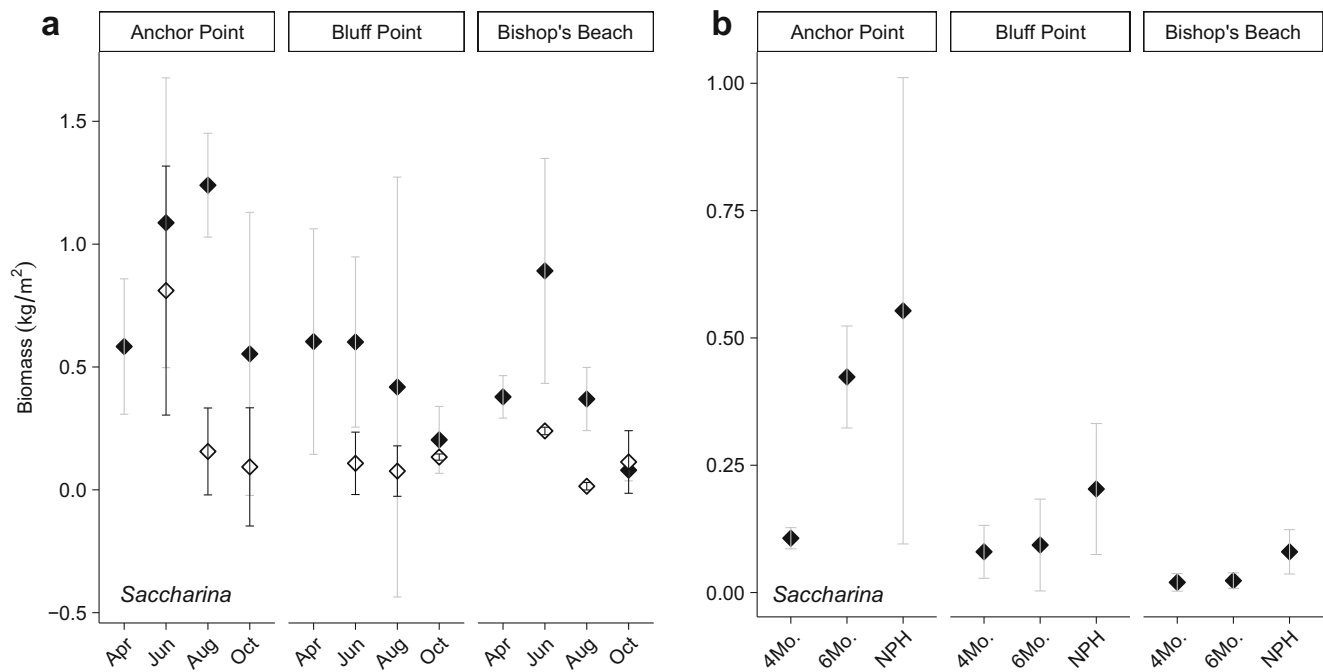 a
Anchor Point
Bluff Point
Bishop's Beach
Biomass (kg/m²)
1.5
1.0
0.5
0.0
−0.5
Saccharina
Apr
Jun
Aug
Oct
Apr
Jun
Aug
Oct
Apr
Jun
Aug
Oct
b
Anchor Point
Bluff Point
Bishop's Beach
1.00
0.75
0.50
0.25
0.00
Saccharina
4Mo.
6Mo.
NPH
4Mo.
6Mo.
NPH
4Mo.
6Mo.
NPH